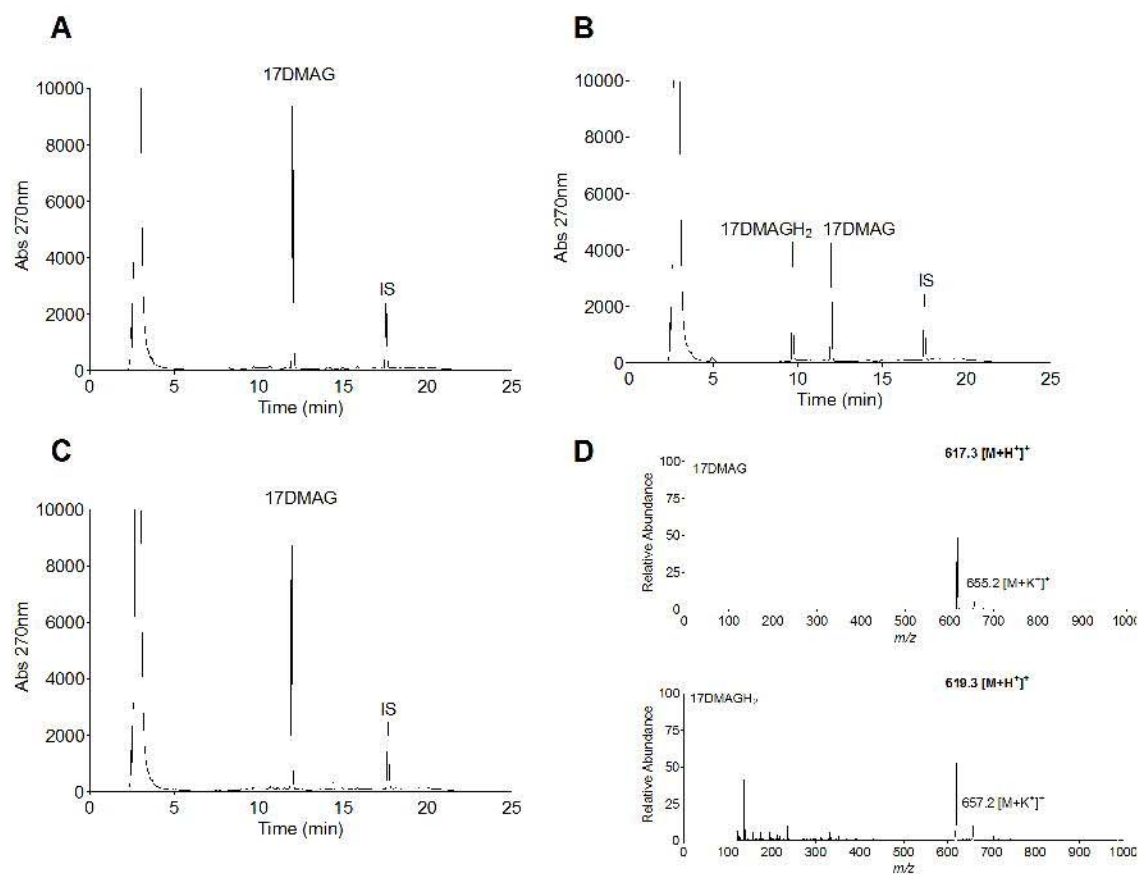 A
17DMAG
10000
8000
6000
4000
2000
0
Abs 270nm
IS
0 5 10 15 20 25
Time (min)
B
10000
8000
6000
4000
2000
0
Abs 270nm
17DMAGH₂ 17DMAG
IS
0 5 10 15 20 25
Time (min)
C
17DMAG
10000
8000
6000
4000
2000
0
Abs 270nm
IS
0 5 10 15 20 25
Time (min)
D
617.3 [M+H⁺]⁺
100
75
50
25
0
Relative Abundance
17DMAG
655.2 [M+K⁺]⁺
0 100 200 300 400 500 600 700 800 900 1000
m/z
619.3 [M+H⁺]⁺
100
75
50
25
0
Relative Abundance
17DMAGH₂
657.2 [M+K⁺]⁺
0 100 200 300 400 500 600 700 800 900 1000
m/z